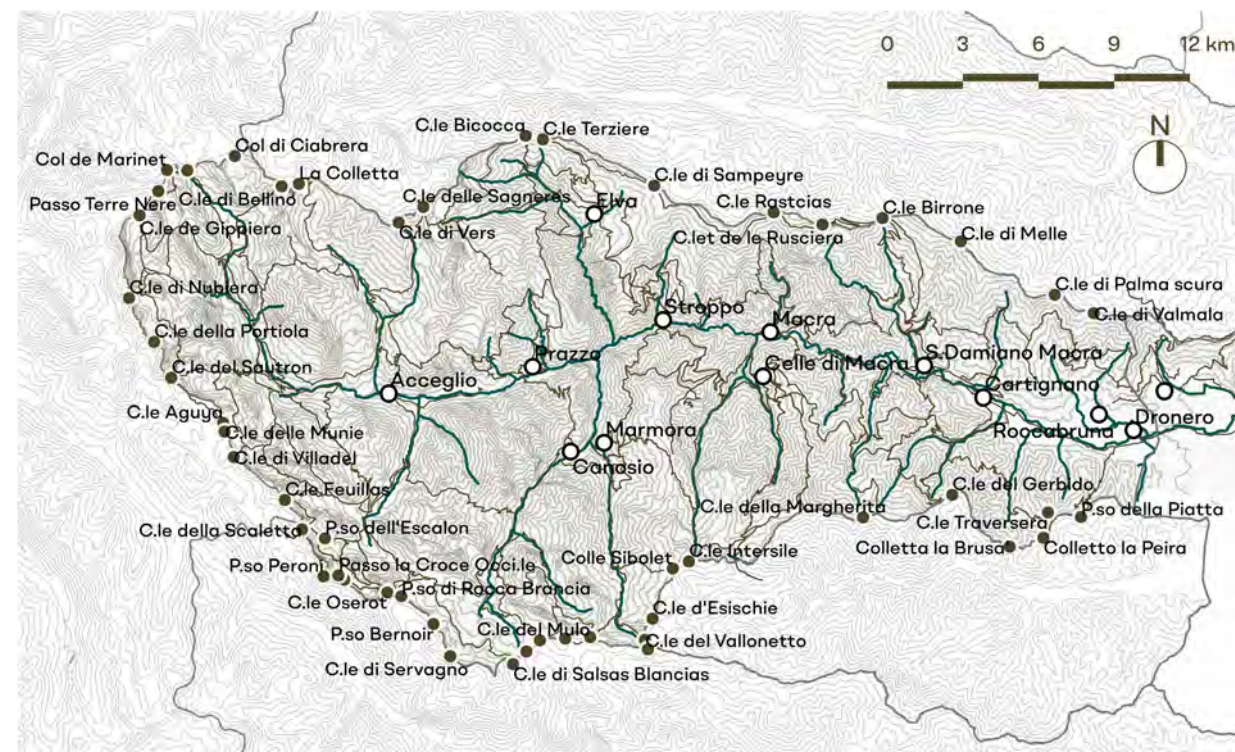 0 3 6 9 12 km
N
C.le Bicocca
C.le Terziere
Col di Ciabrera
Col de Marinet
La Colletta
C.le di Sampeyre
C.le di Bellino
Passo Terre Nere
C.le delle Sagneres
Elva
C.le Rastcias
C.le Birrone
C.le de Gippiera
C.le di Vers
C.let de le Rusciera
C.le di Melle
C.le di Nubiera
C.le di Palma scura
Stroppo
C.le di Valmala
C.le della Portiola
Macra
Prazzo
S.Damiano Macra
C.le del Sautron
Celle di Macra
Acceglio
Cartignano
C.le Aguya
Dronero
C.le delle Munie
Marmora
Roccabruna
Canosio
C.le di Villadel
C.le Feuillas
C.le del Gerbido
C.le della Margherita
P.so della Piatta
C.le della Scaletta
P.so dell'Escalon
C.le Traversera
Colletta la Brusa
Colletto la Peira
C.le Intersile
Colle Sibolet
P.so Peroni
Passo la Croce Occi.le
P.so di Rocca Brancia
C.le Oserot
C.le d'Esischie
P.so Bernoir
C.le del Mulo
C.le del Vallonetto
C.le di Servagno
C.le di Salsas Blancias